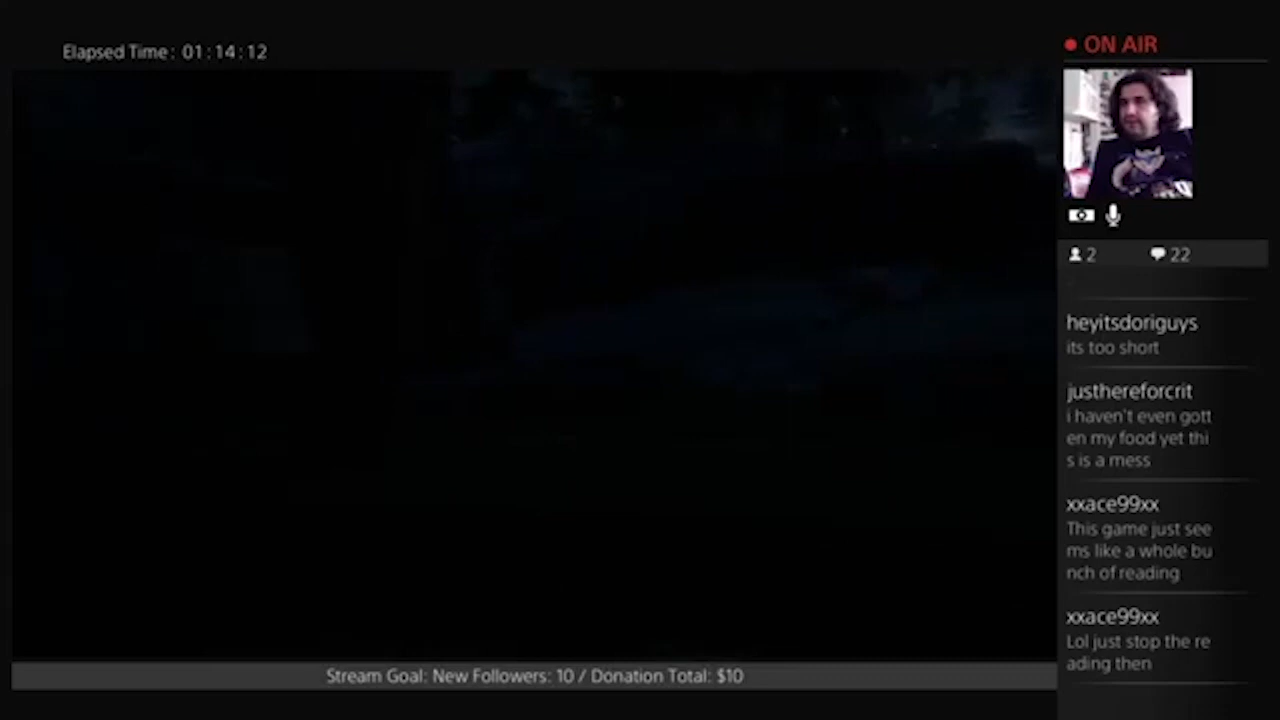 Elapsed Time: 01:14:12
ON AIR
2
22
heyitsdoriguys
its too short
justhereforcrit
i haven't even gott
en my food yet thi
s is a mess
xxace99xx
This game just see
ms like a whole bu
nch of reading
xxace99xx
Lol just stop the re
ading then
Stream Goal: New Followers: 10 / Donation Total: $10